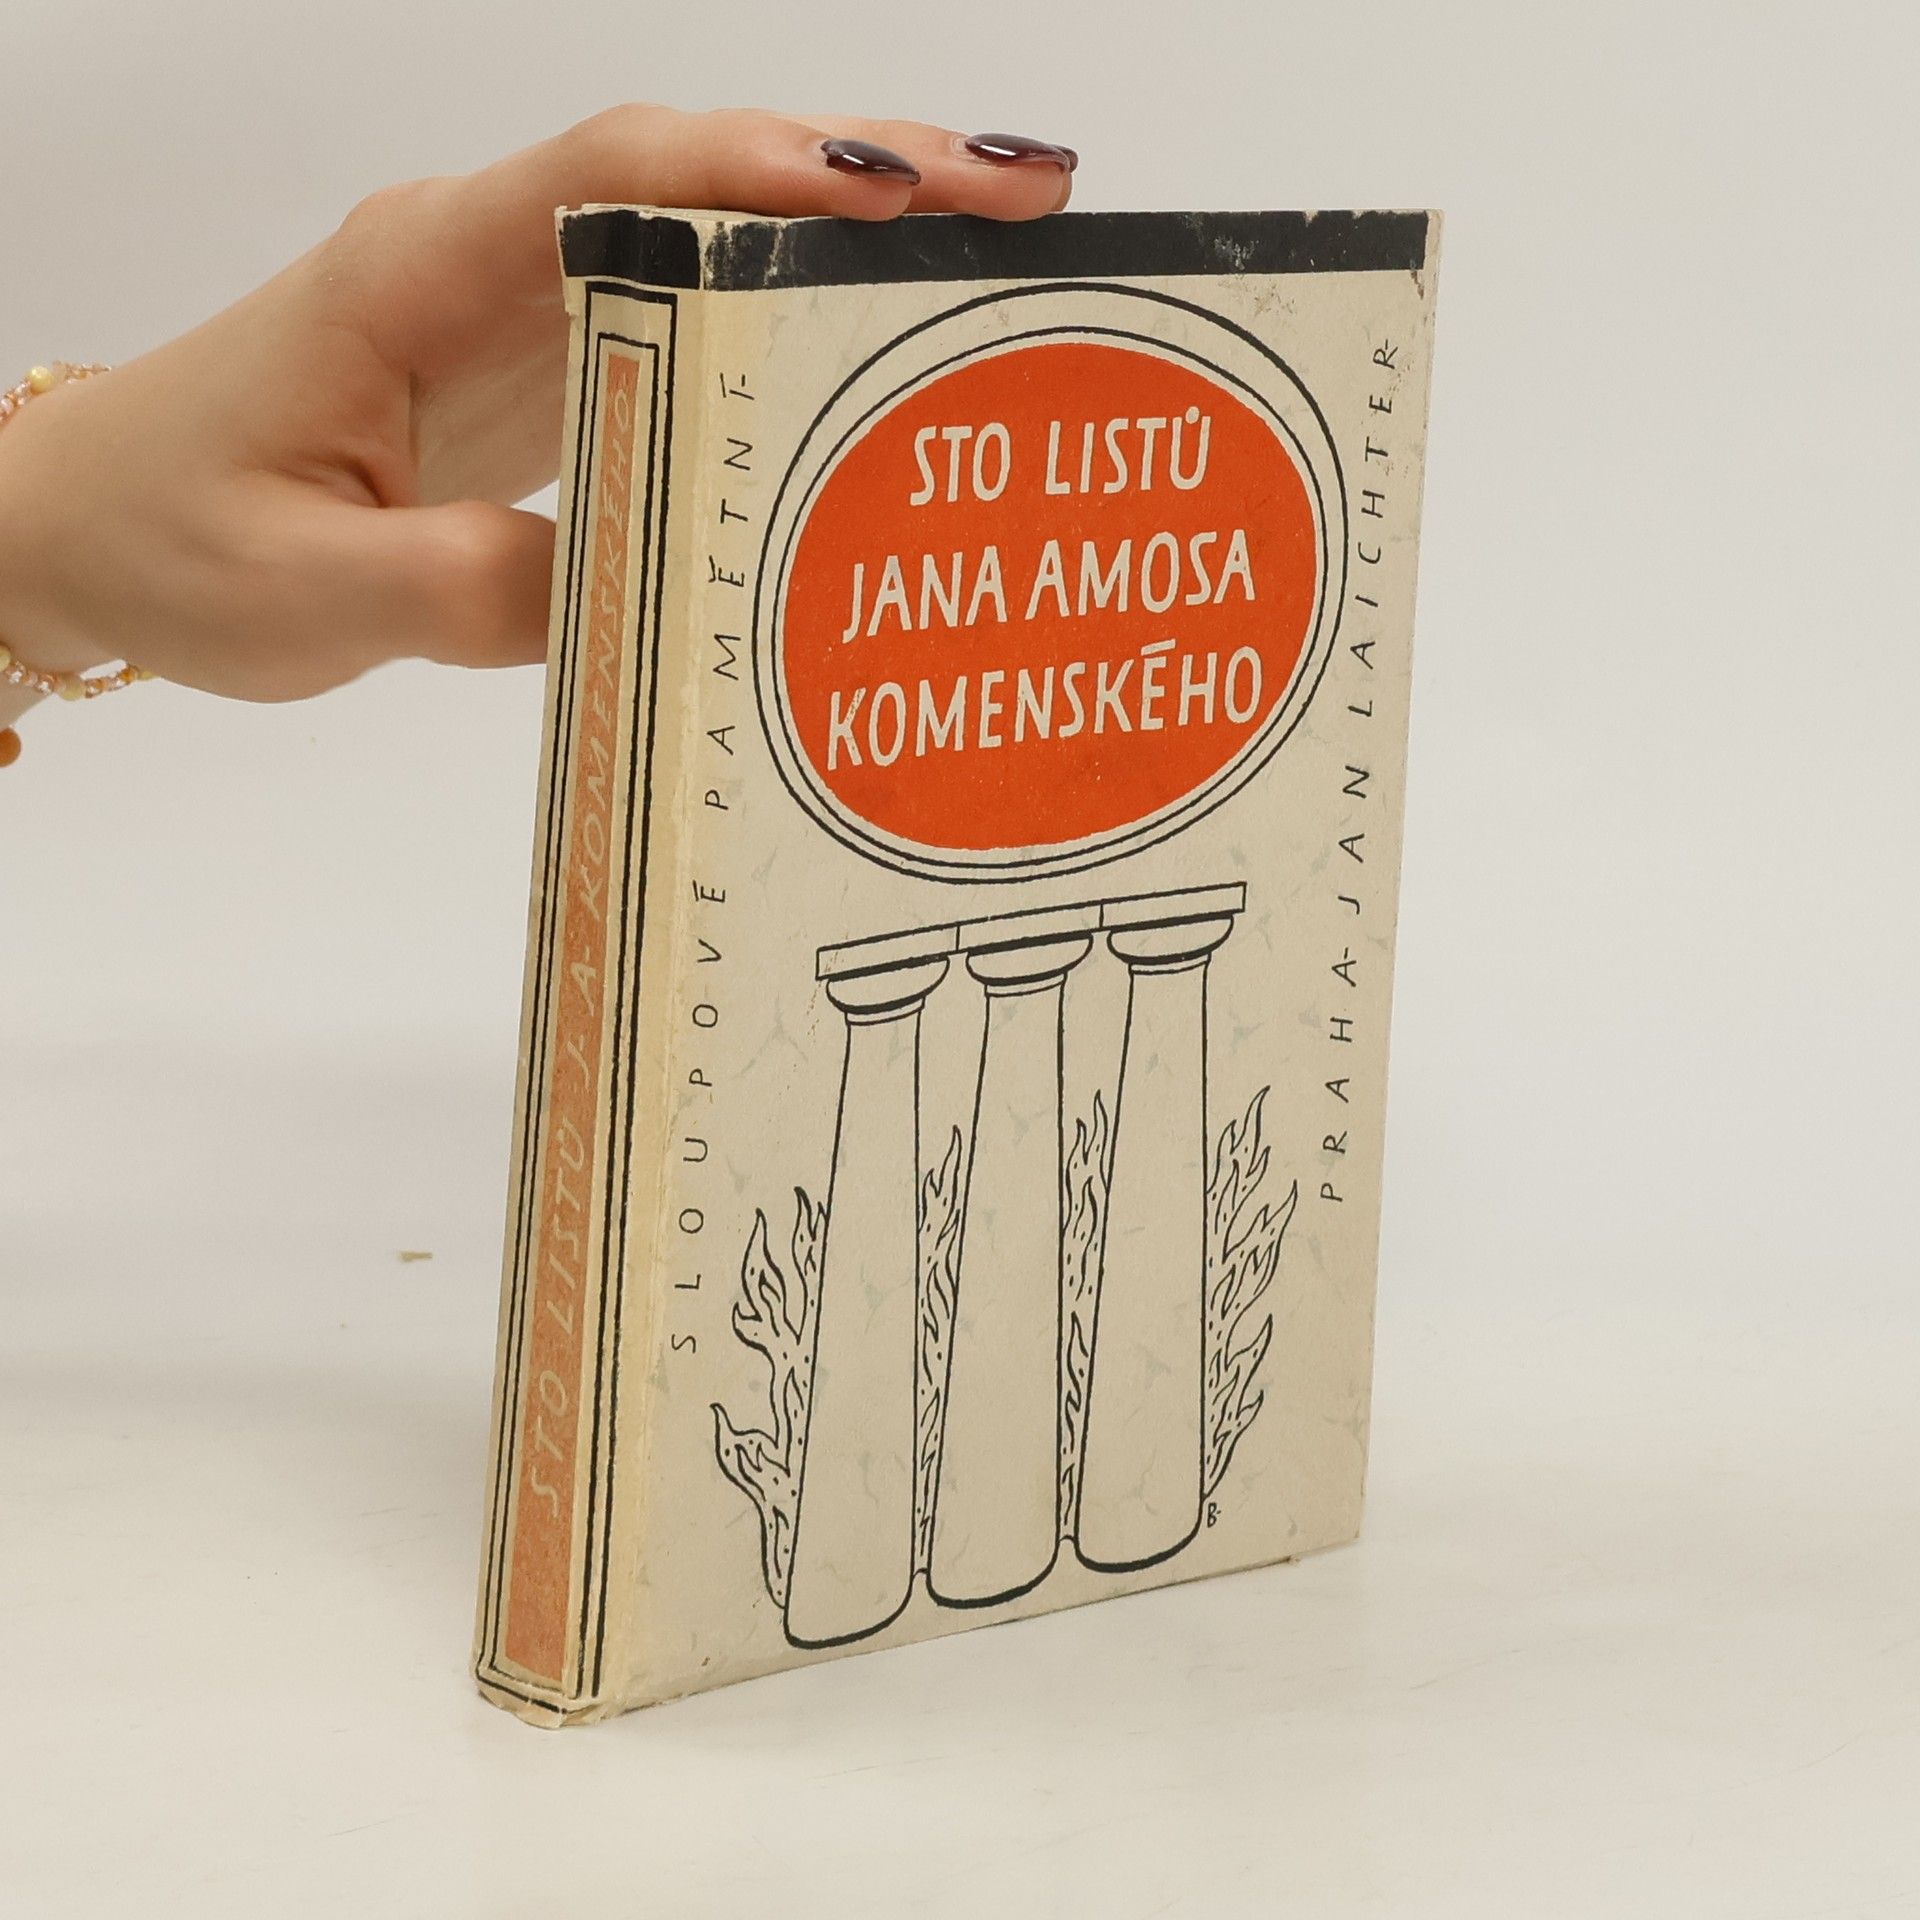 STO LISTŮ
JANA AMOSA
KOMENSKÉHO
SLOUPOVÉ PAMĚTNÍ-
PRAHA-JAN LAICHTER-
STO LISTŮ J-A-KOMENSKÉHO-
B-